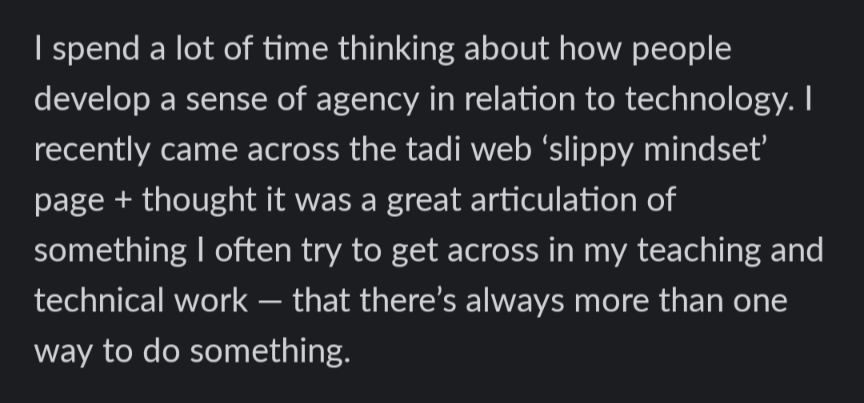 I spend a lot of time thinking about how people
develop a sense of agency in relation to technology. I
recently came across the tadi web ‘slippy mindset’
page + thought it was a great articulation of
something I often try to get across in my teaching and
technical work — that there’s always more than one
way to do something.